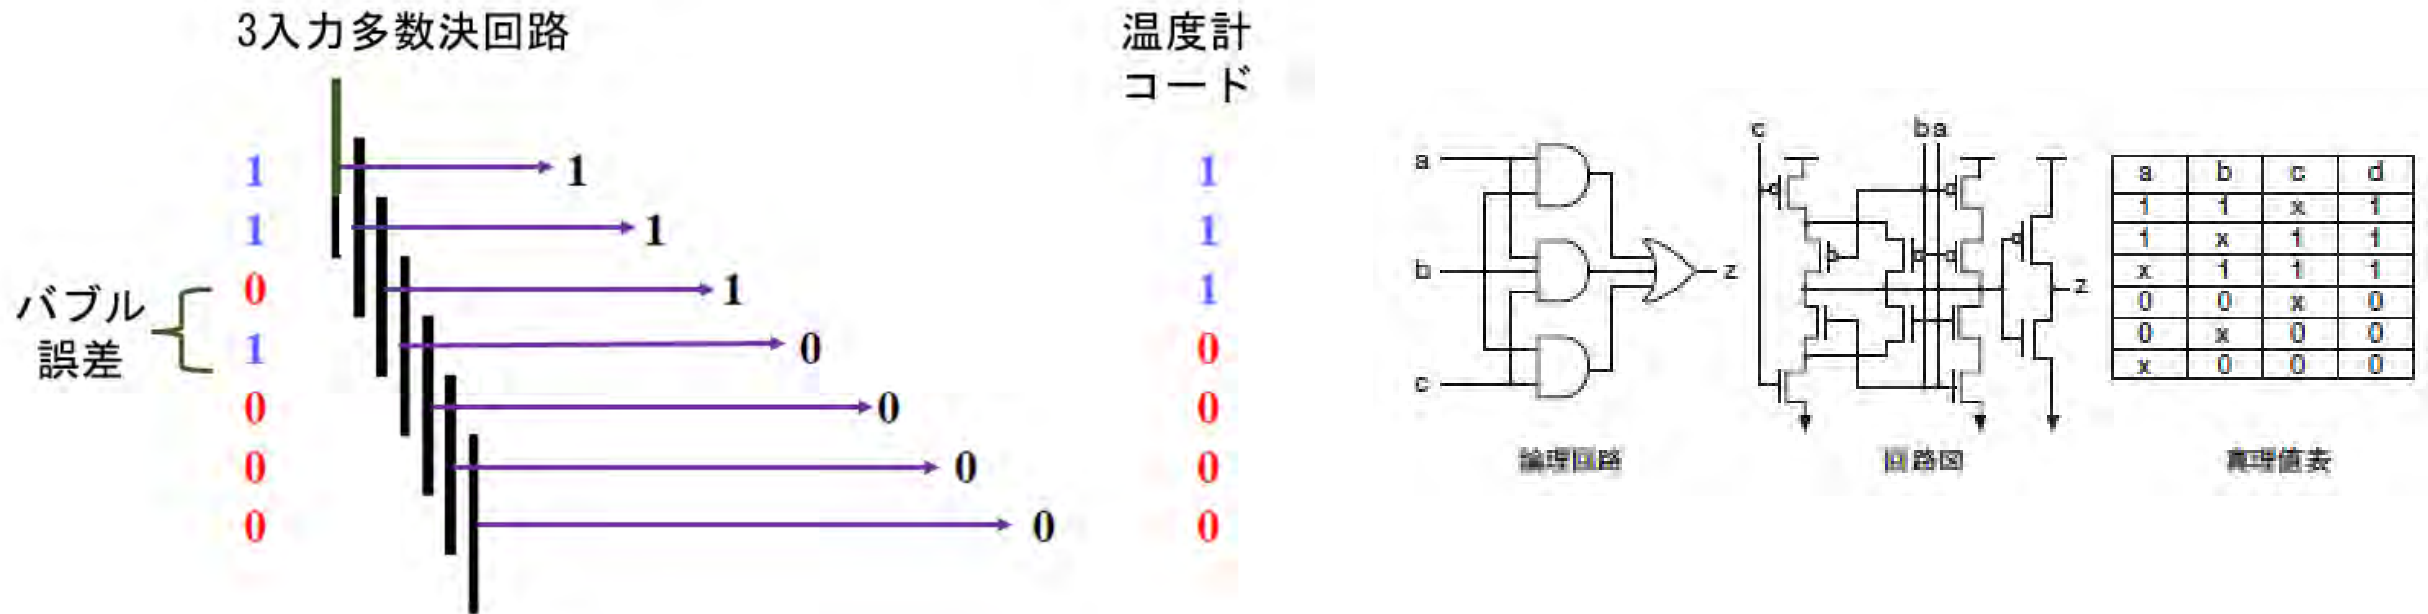 3入力多数決回路
温度計
コード
1 1 1
1 1 1
0 1 1
バブル
誤差
1 0 0
0 0 0
0 0 0
0 0 0
a
b
c
z
c
b a
z
a b c d
1 1 x 1
1 x 1 1
x 1 1 1
0 0 x 0
0 x 0 0
x 0 0 0
論理回路
回路図
真理値表